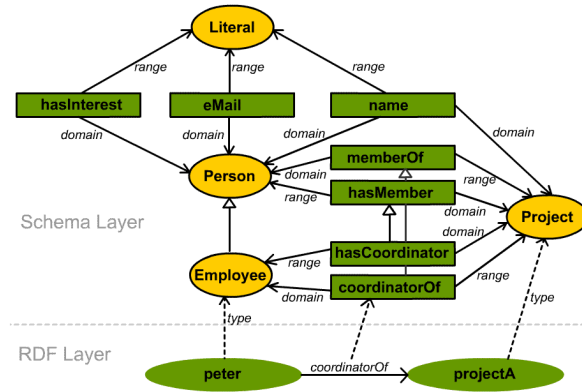 Literal
range
range
range
hasInterest
eMail
name
domain
domain
domain
domain
memberOf
Person
domain
range
hasMember
range
domain
Project
Schema Layer
domain
hasCoordinator
range
Employee
coordinatorOf
range
domain
type
type
RDF Layer
coordinatorOf
peter
projectA